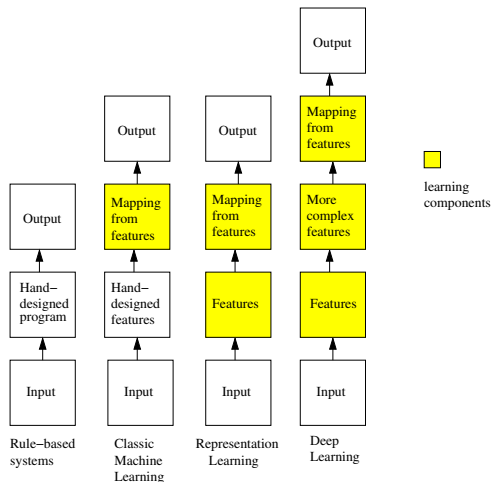 Output
Hand−
designed
program
Input
Rule−based
systems
Output
Mapping
from
features
Hand−
designed
features
Input
Classic
Machine
Learning
Output
Mapping
from
features
Features
Input
Representation
Learning
Output
Mapping
from
features
More
complex
features
Features
Input
Deep
Learning
learning
components